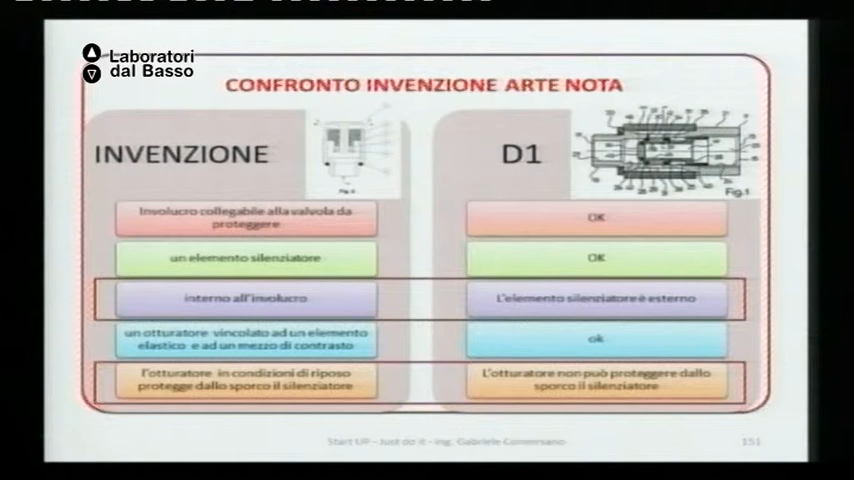 Laboratori
dal Basso
CONFRONTO INVENZIONE ARTE NOTA
INVENZIONE
D1
Fig.1
Involucro collegabile alla valvola da
proteggere
OK
un elemento silenziatore
OK
interno all'involucro
L'elemento silenziatore è esterno
un otturatore vincolato ad un elemento
elastico e ad un mezzo di contrasto
ok
l'otturatore in condizioni di riposo
protegge dallo sporco il silenziatore
L'otturatore non può proteggere dallo
sporco il silenziatore
Start UP - Just do it - Ing. Gabriele Conversano
151